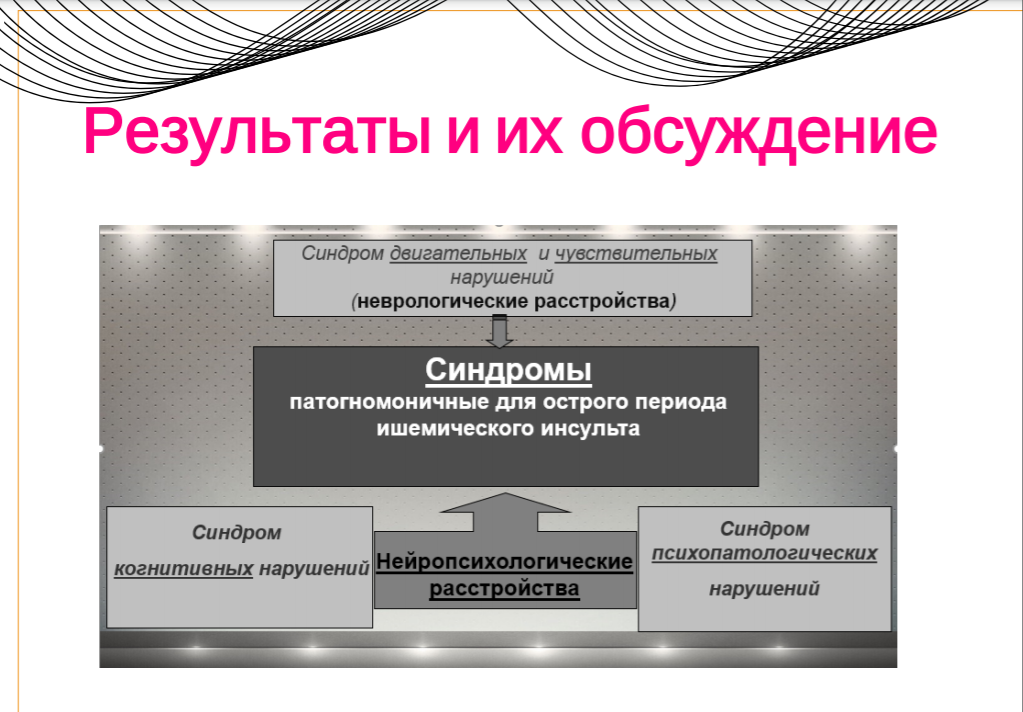 Результаты и их обсуждение
Синдром двигательных и чувствительных
нарушений
(неврологические расстройства)
Синдромы
патогномоничные для острого периода
ишемического инсульта
Синдром
когнитивных нарушений
Нейропсихологические
расстройства
Синдром
психопатологических
нарушений